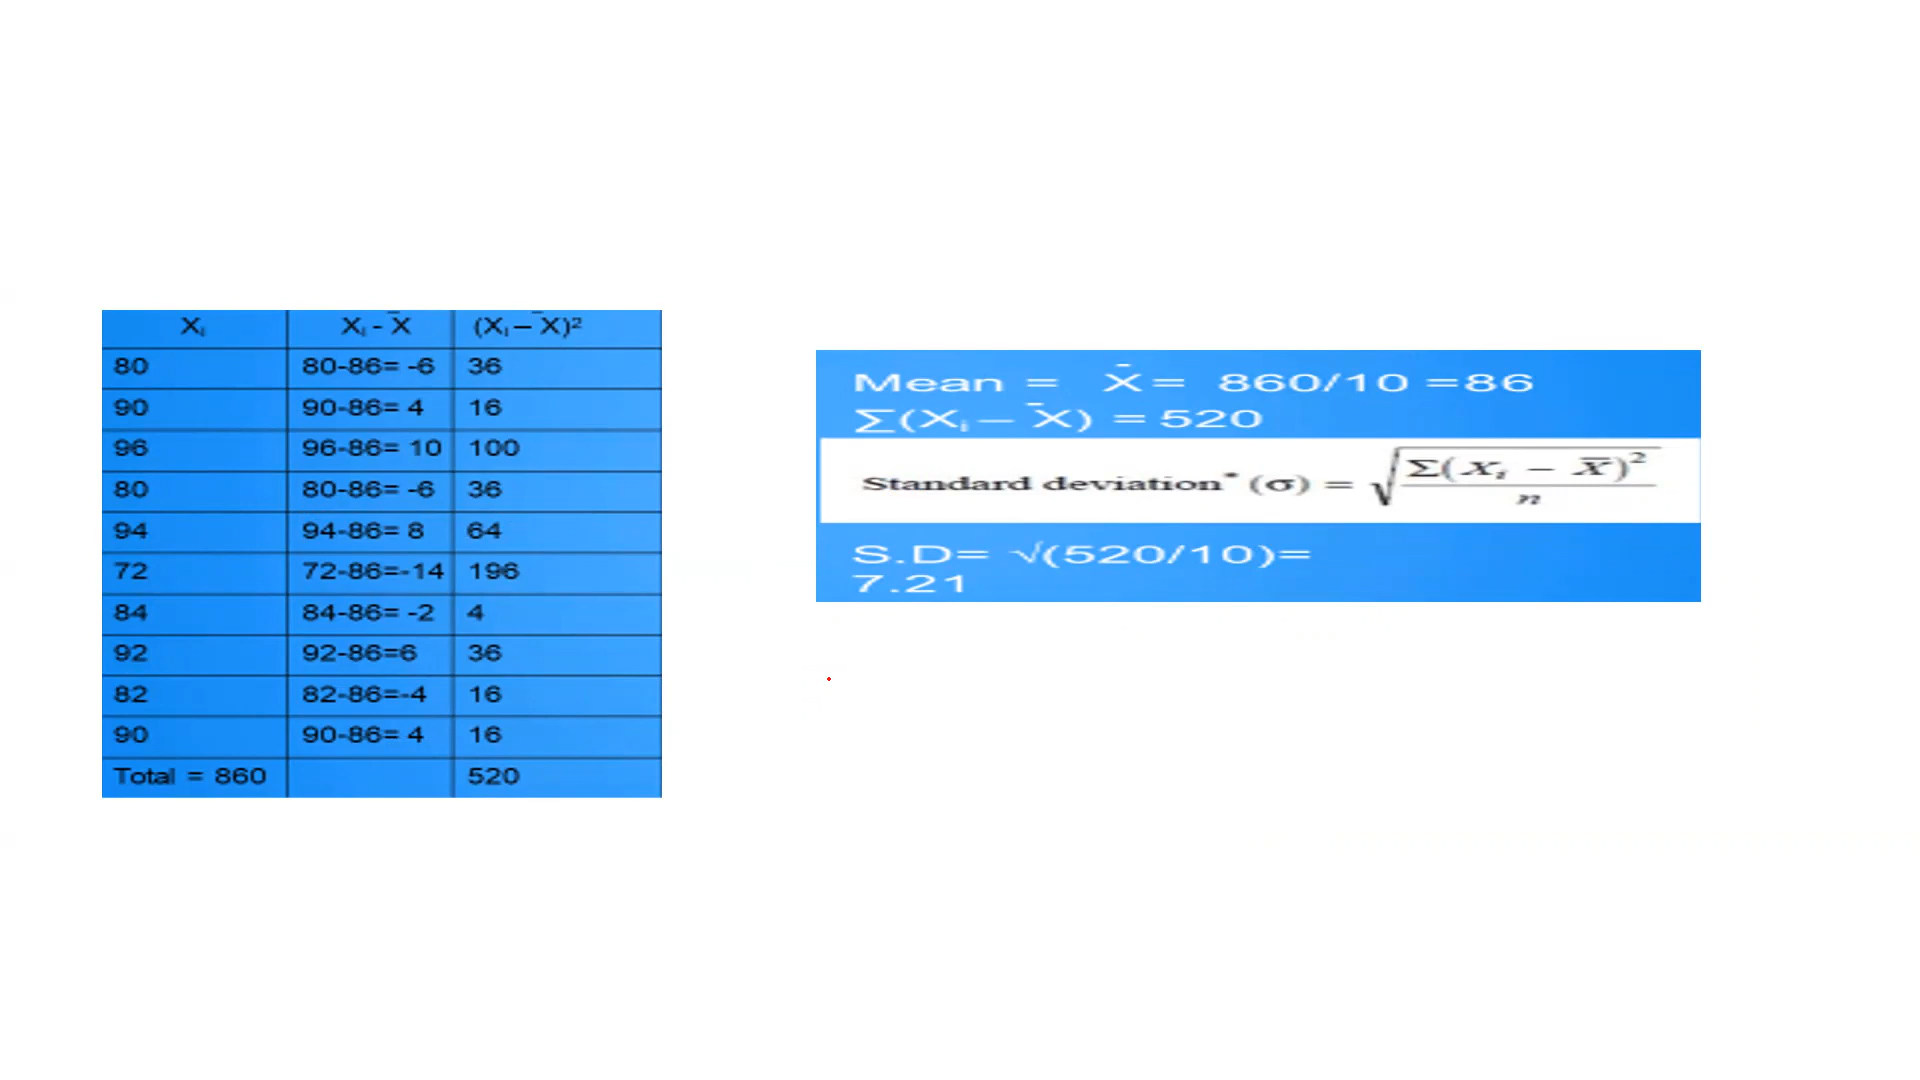 Xᵢ Xᵢ - X̄ (Xᵢ – X̄)²
80 80-86= -6 36
90 90-86= 4 16
96 96-86= 10 100
80 80-86= -6 36
94 94-86= 8 64
72 72-86=-14 196
84 84-86= -2 4
92 92-86=6 36
82 82-86=-4 16
90 90-86= 4 16
Total = 860 520
Mean = X̄ = 860/10 =86
∑(Xᵢ – X̄) = 520
Standard deviation* (σ) = √(Σ(Xᵢ – X̄)² / n)
S.D= √(520/10)=
7.21